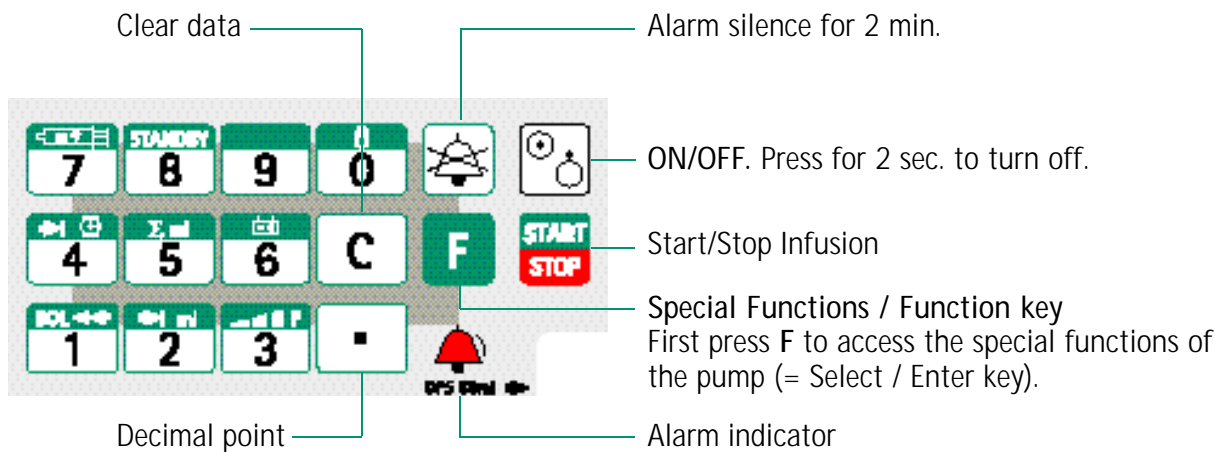 Clear data
Alarm silence for 2 min.
STANDBY
7 8 9 0
ON/OFF. Press for 2 sec. to turn off.
Σ ml
4 5 6 C F
START
STOP
Start/Stop Infusion
Special Functions / Function key
First press F to access the special functions of
the pump (= Select / Enter key).
BOL
ml
P
1 2 3 .
Decimal point
Alarm indicator